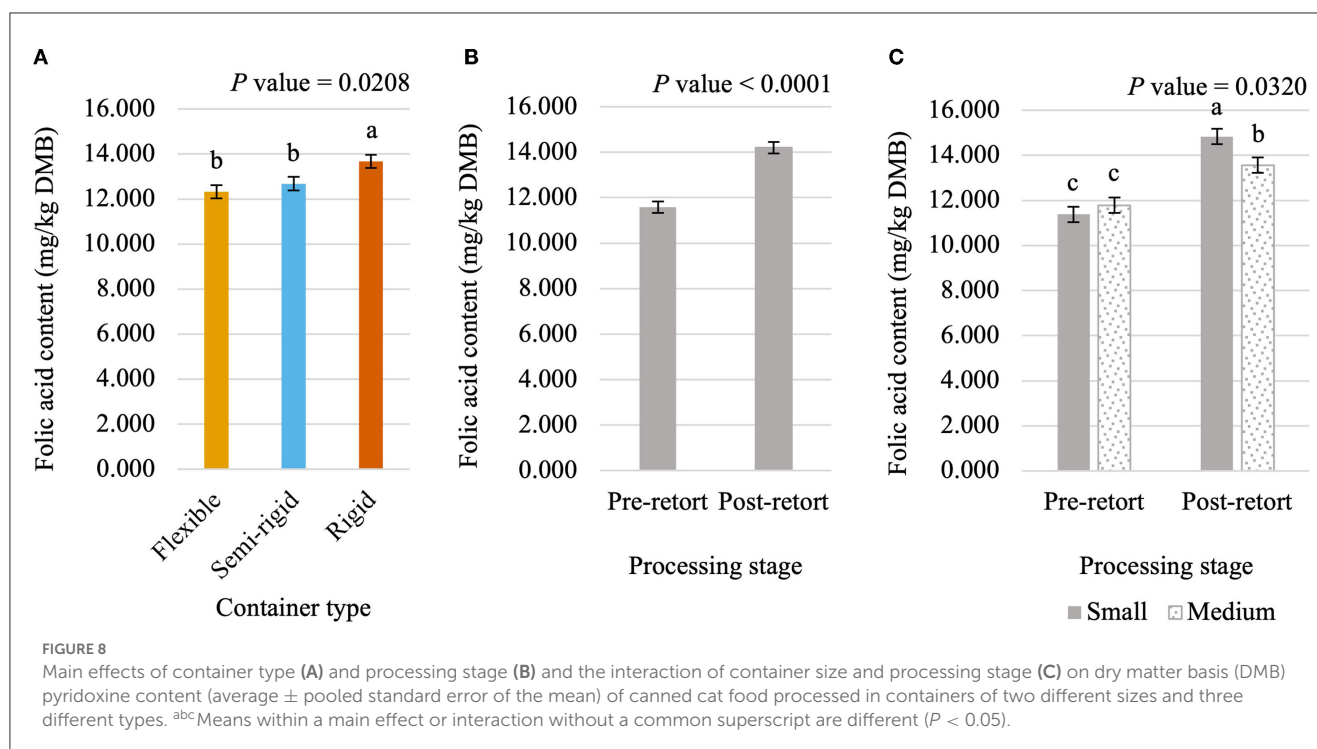 A
P value = 0.0208
16.000
14.000
12.000
10.000
8.000
6.000
4.000
2.000
0.000
Folic acid content (mg/kg DMB)
b
b
a
Flexible
Semi-rigid
Rigid
Container type
B
P value < 0.0001
16.000
14.000
12.000
10.000
8.000
6.000
4.000
2.000
0.000
Folic acid content (mg/kg DMB)
Pre-retort Post-retort
Processing stage
C
P value = 0.0320
16.000
14.000
12.000
10.000
8.000
6.000
4.000
2.000
0.000
Folic acid content (mg/kg DMB)
c
c
a
b
Pre-retort Post-retort
Processing stage
Small Medium
FIGURE 8
Main effects of container type (A) and processing stage (B) and the interaction of container size and processing stage (C) on dry matter basis (DMB)
pyridoxine content (average ± pooled standard error of the mean) of canned cat food processed in containers of two different sizes and three
different types. abcMeans within a main effect or interaction without a common superscript are different (P < 0.05).